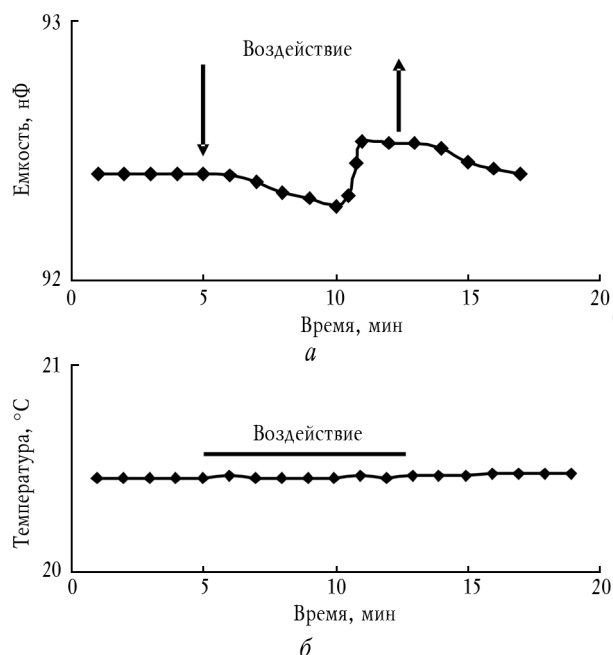 93
Воздействие
Емкость, нФ
92
0 5 10 15 20
Время, мин
а
21
Температура, °С
Воздействие
20
0 5 10 15 20
Время, мин
б